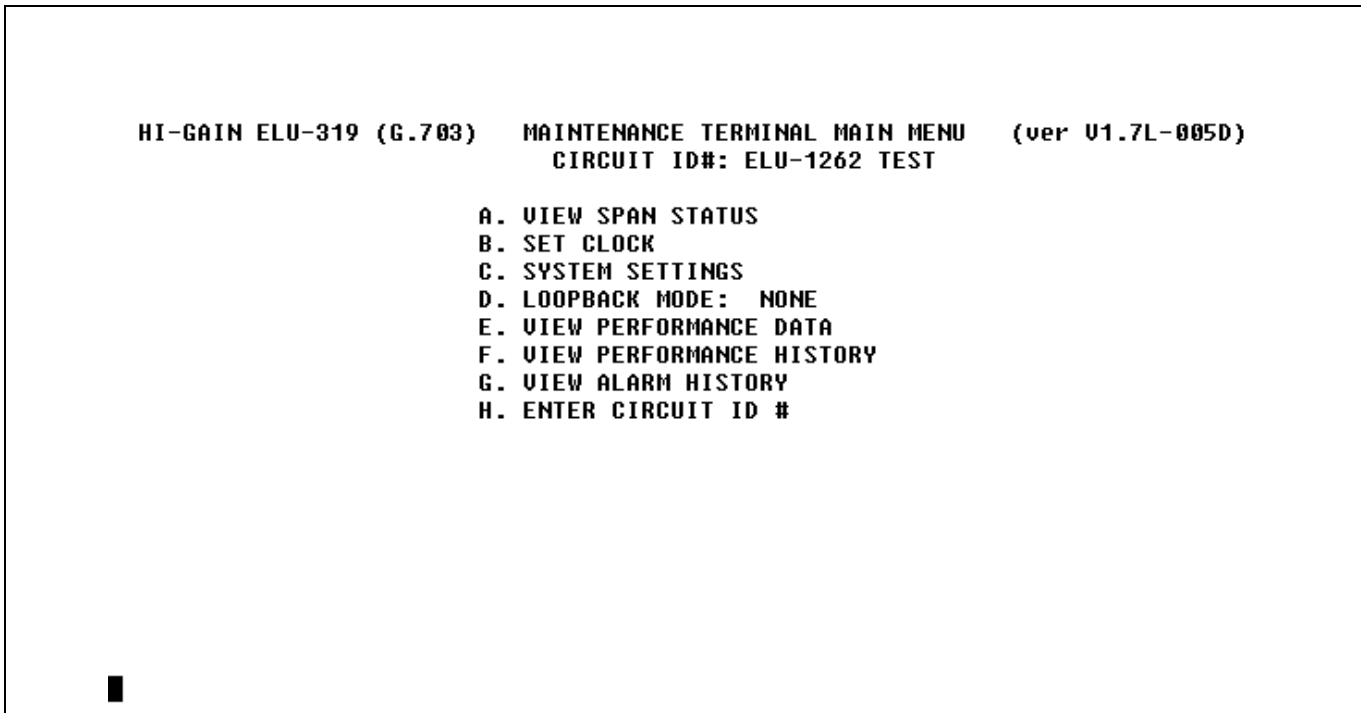 HI-GAIN ELU-319 (G.703) MAINTENANCE TERMINAL MAIN MENU (ver V1.7L-005D)
CIRCUIT ID#: ELU-1262 TEST
A. VIEW SPAN STATUS
B. SET CLOCK
C. SYSTEM SETTINGS
D. LOOPBACK MODE: NONE
E. VIEW PERFORMANCE DATA
F. VIEW PERFORMANCE HISTORY
G. VIEW ALARM HISTORY
H. ENTER CIRCUIT ID #